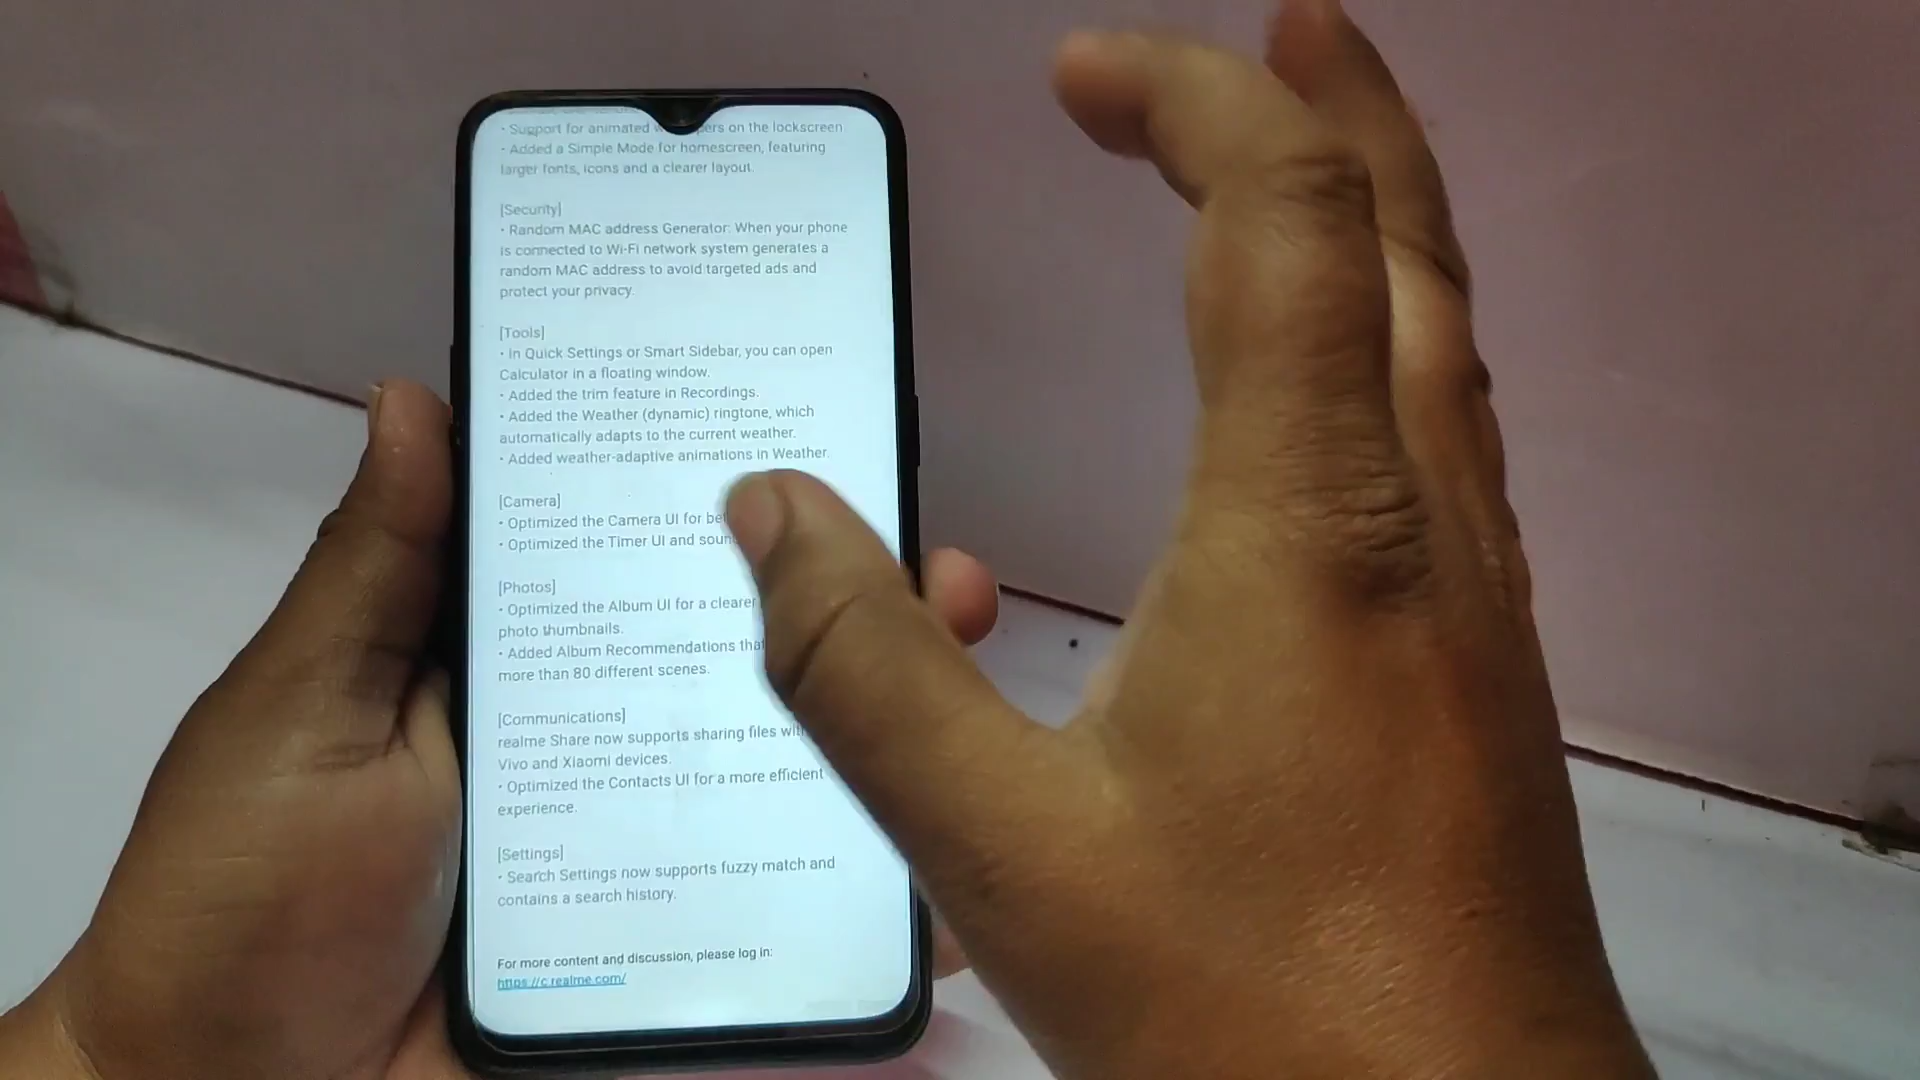 · Support for animated on the lockscreen
· Added a Simple Mode for homescreen, featuring
larger fonts, icons and a clearer layout.
[Security]
· Random MAC address Generator: When your phone
is connected to Wi-Fi network system generates a
random MAC address to avoid targeted ads and
protect your privacy.
[Tools]
· In Quick Settings or Smart Sidebar, you can open
Calculator in a floating window.
· Added the trim feature in Recordings.
· Added the Weather (dynamic) ringtone, which
automatically adapts to the current weather.
· Added weather-adaptive animations in Weather.
[Camera]
· Optimized the Camera UI for
· Optimized the Timer UI and
[Photos]
· Optimized the Album UI for a clearer
photo thumbnails.
· Added Album Recommendations that
more than 80 different scenes.
[Communications]
realme Share now supports sharing files
Vivo and Xiaomi devices.
· Optimized the Contacts UI for a more efficient
experience.
[Settings]
· Search Settings now supports fuzzy match and
contains a search history.
For more content and discussion, please log in:
https://c.realme.com/